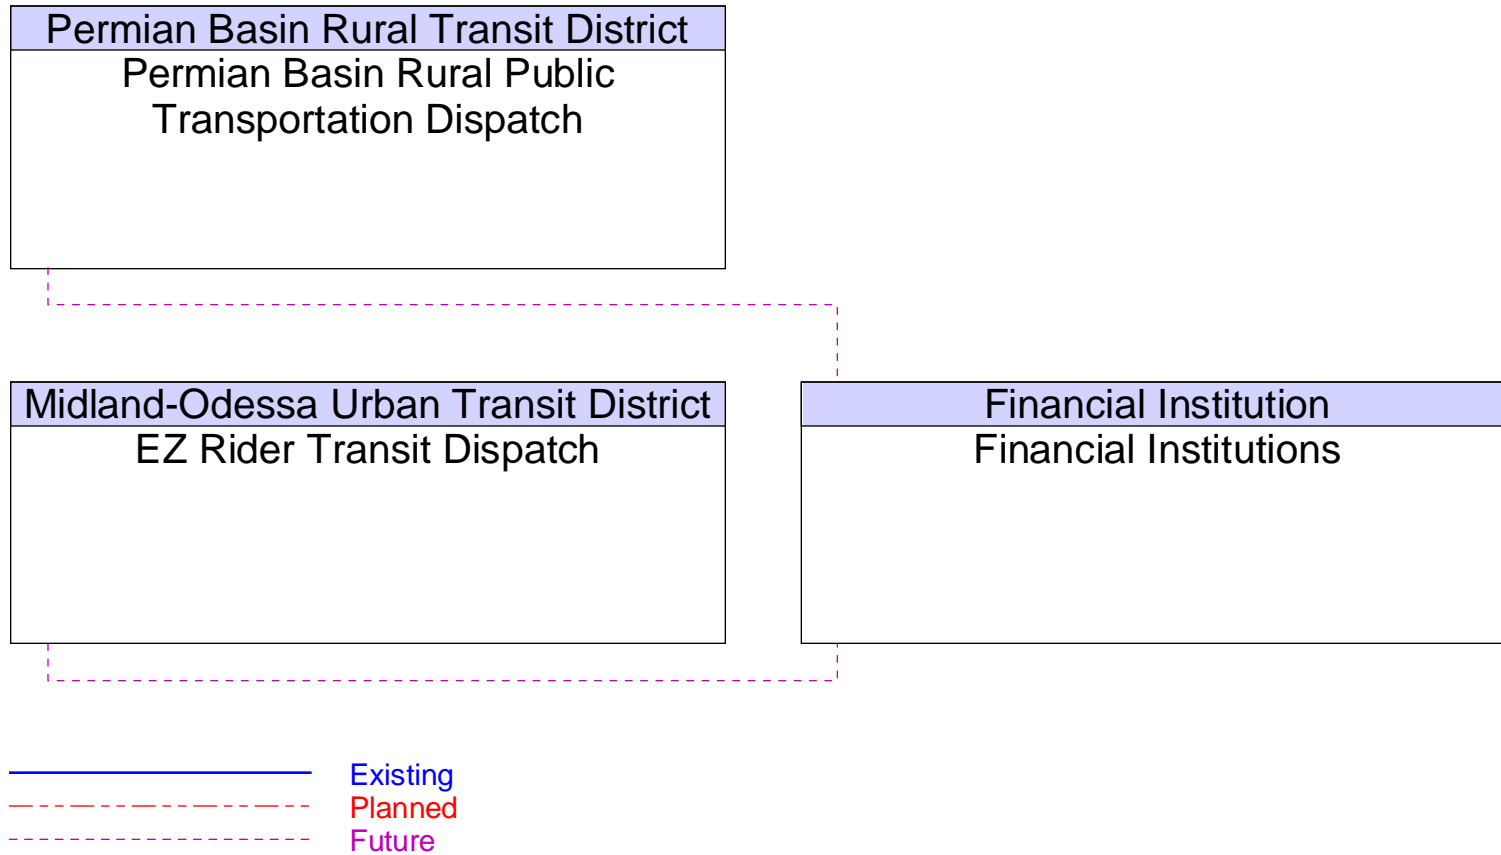 Permian Basin Rural Transit District
Permian Basin Rural Public
Transportation Dispatch
Midland-Odessa Urban Transit District
EZ Rider Transit Dispatch
Financial Institution
Financial Institutions
Existing
Planned
Future